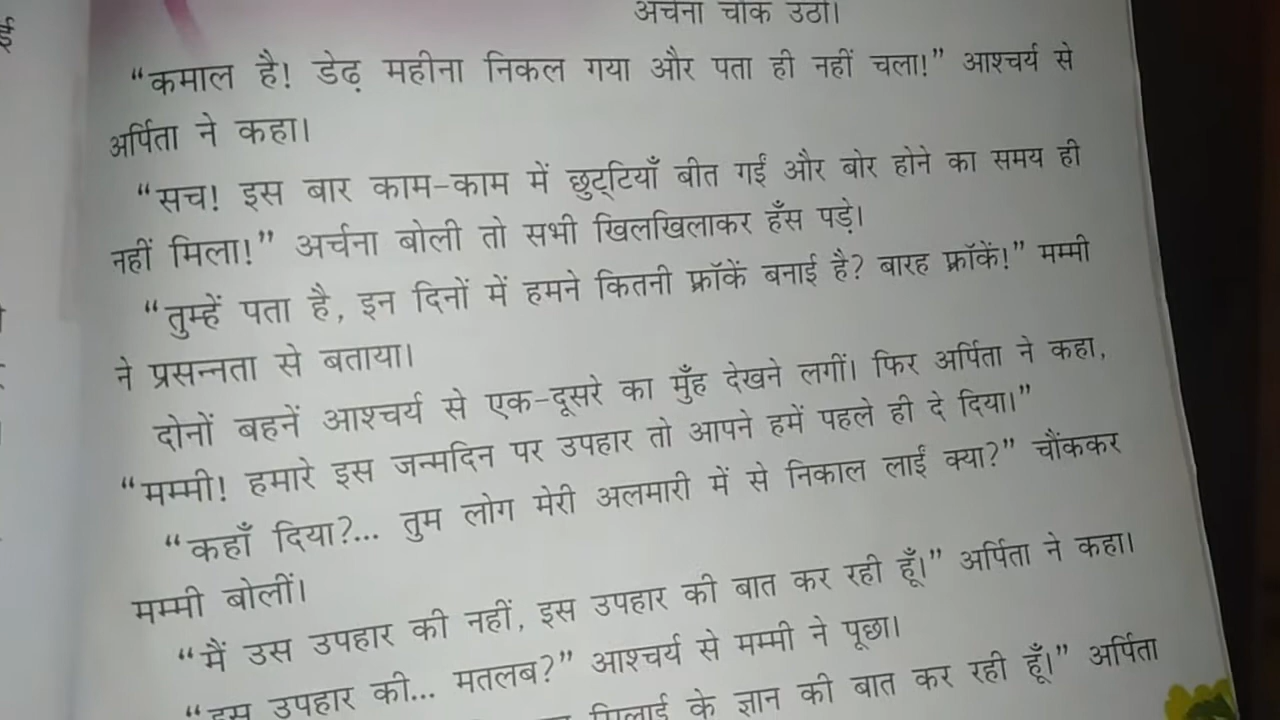 अर्चना चौंक उठी।
“कमाल है! डेढ़ महीना निकल गया और पता ही नहीं चला!” आश्चर्य से
अर्पिता ने कहा।
“सच! इस बार काम-काम में छुट्टियाँ बीत गईं और बोर होने का समय ही
नहीं मिला!” अर्चना बोली तो सभी खिलखिलाकर हँस पड़े।
“तुम्हें पता है, इन दिनों में हमने कितनी फ्रॉकें बनाई है? बारह फ्रॉकें!” मम्मी
ने प्रसन्नता से बताया।
दोनों बहनें आश्चर्य से एक-दूसरे का मुँह देखने लगीं। फिर अर्पिता ने कहा,
“मम्मी! हमारे इस जन्मदिन पर उपहार तो आपने हमें पहले ही दे दिया।”
“कहाँ दिया?... तुम लोग मेरी अलमारी में से निकाल लाईं क्या?” चौंककर
मम्मी बोलीं।
“मैं उस उपहार की नहीं, इस उपहार की बात कर रही हूँ।” अर्पिता ने कहा।
“इस उपहार की... मतलब?” आश्चर्य से मम्मी ने पूछा।
सिलाई के ज्ञान की बात कर रही हूँ।” अर्पिता
ई